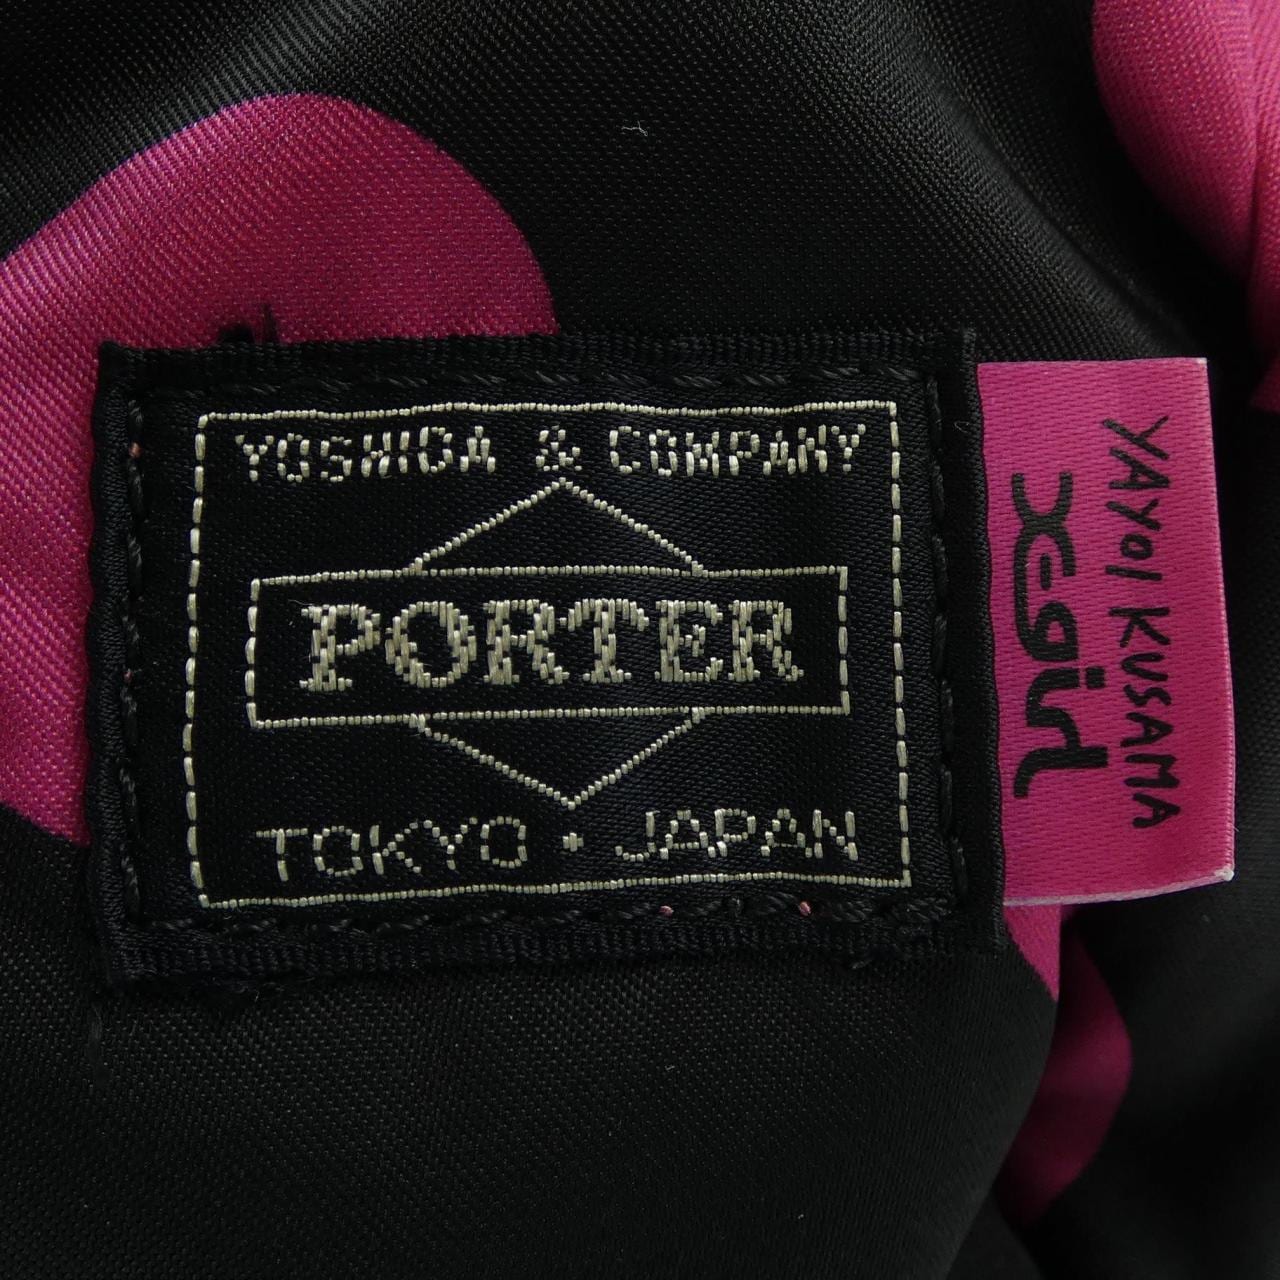 YOSHIDA & COMPANY
PORTER
TOKYO • JAPAN
YAYOI KUSAMA
X-girl